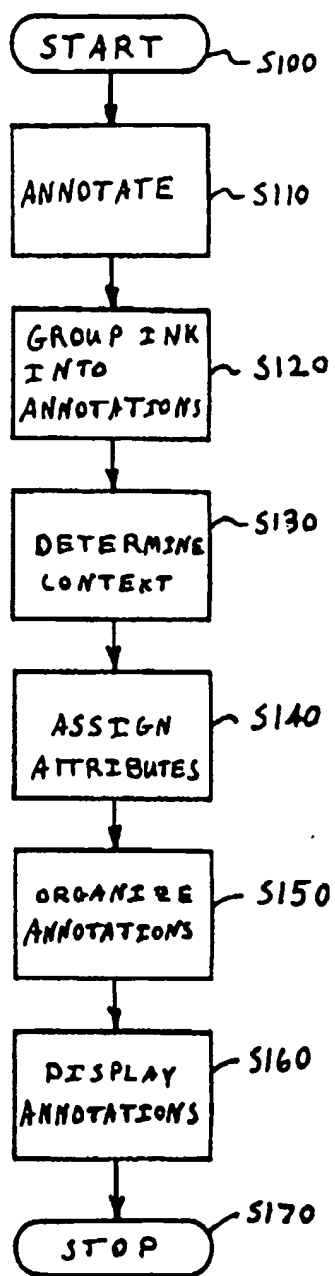 START S100
ANNOTATE S110
GROUP INK
INTO
ANNOTATIONS S120
DETERMINE
CONTEXT S130
ASSIGN
ATTRIBUTES S140
ORGANIZE
ANNOTATIONS S150
DISPLAY
ANNOTATIONS S160
STOP S170